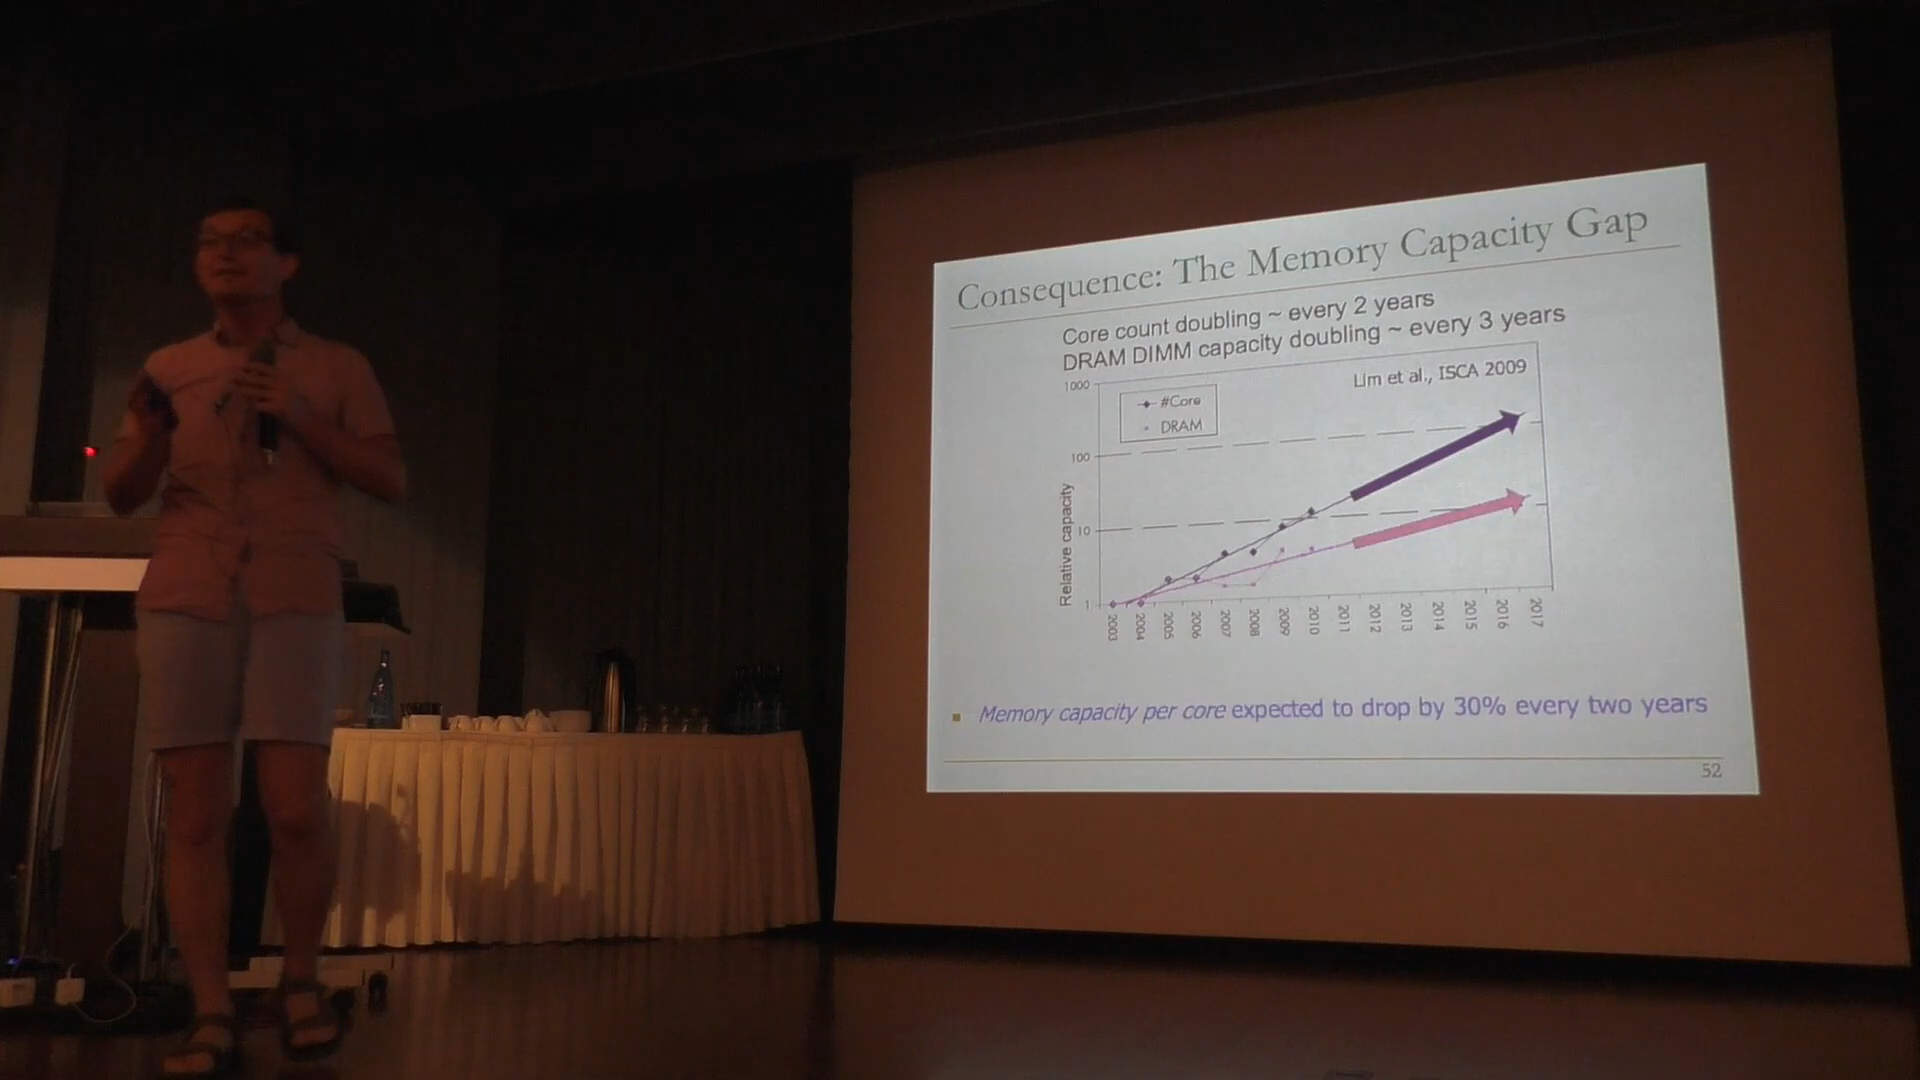 Consequence: The Memory Capacity Gap
Core count doubling ~ every 2 years
DRAM DIMM capacity doubling ~ every 3 years
Lim et al., ISCA 2009
#Core
DRAM
1000
100
10
1
Relative capacity
2003 2004 2005 2006 2007 2008 2009 2010 2011 2012 2013 2014 2015 2016 2017
Memory capacity per core expected to drop by 30% every two years
52